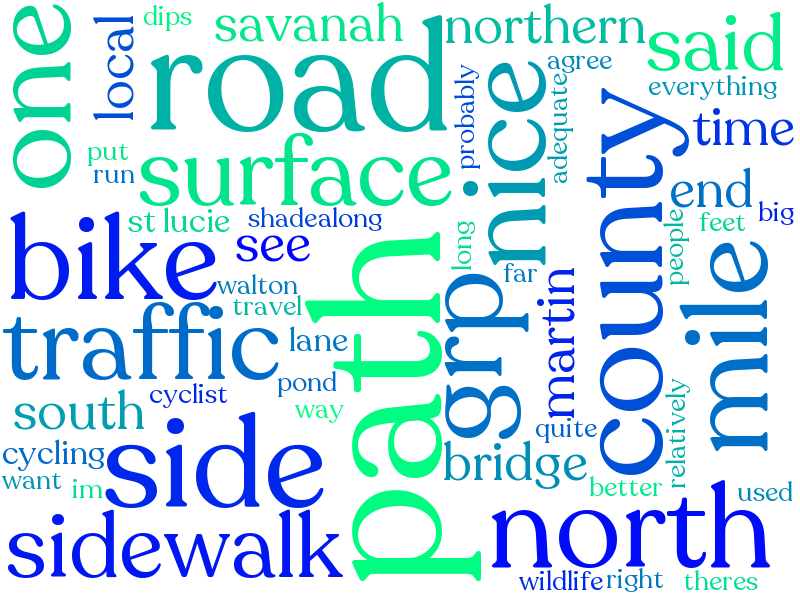 one
local
dips
savanah
northern
said
road
agree
everything
probably
nice
adequate
county
time
put
run
surface
end
big
st lucie
shadealong
feet
people
bike
see
long
far
mile
walton
travel
path
grp
martin
traffic
lane
pond
cyclist
way
south
quite
relatively
cycling
side
bridge
want
im
better
used
sidewalk
north
wildlife
right
theres